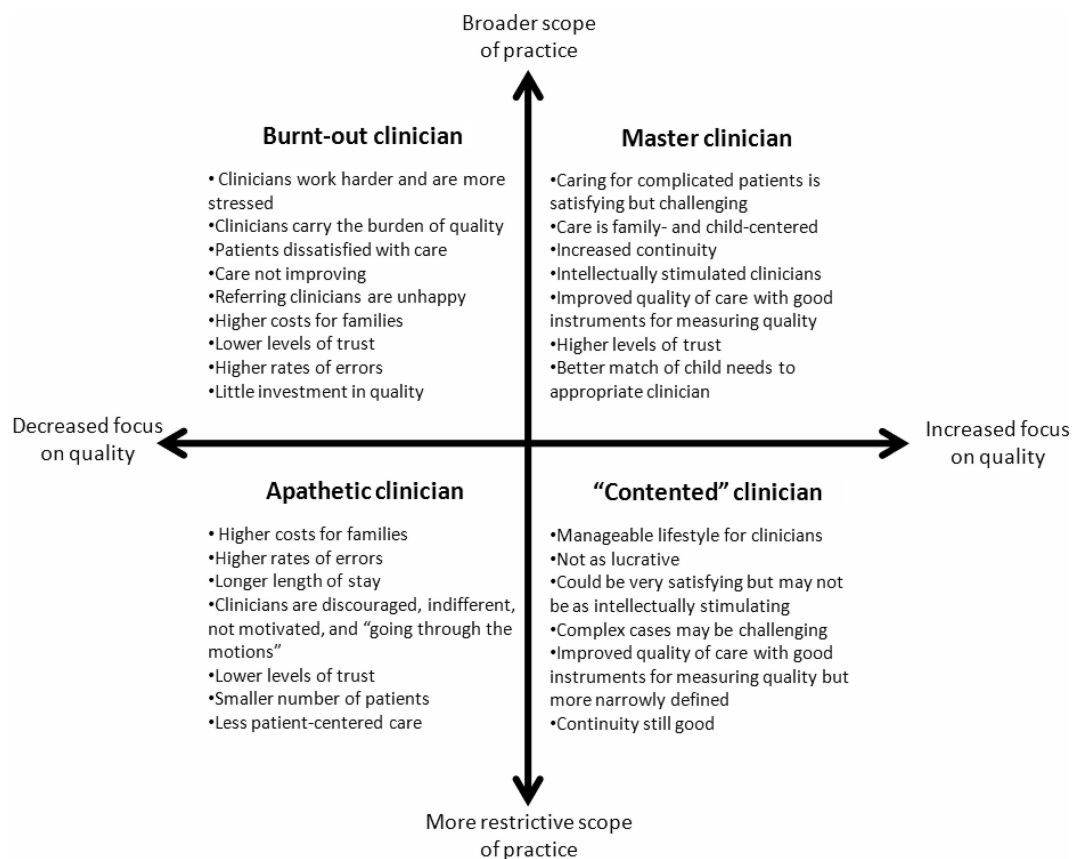 Broader scope
of practice
Burnt-out clinician
• Clinicians work harder and are more
stressed
•Clinicians carry the burden of quality
•Patients dissatisfied with care
•Care not improving
•Referring clinicians are unhappy
•Higher costs for families
•Lower levels of trust
•Higher rates of errors
•Little investment in quality
Master clinician
•Caring for complicated patients is
satisfying but challenging
•Care is family- and child-centered
•Increased continuity
•Intellectually stimulated clinicians
•Improved quality of care with good
instruments for measuring quality
•Higher levels of trust
•Better match of child needs to
appropriate clinician
Decreased focus
on quality
Increased focus
on quality
Apathetic clinician
• Higher costs for families
•Higher rates of errors
•Longer length of stay
•Clinicians are discouraged, indifferent,
not motivated, and “going through the
motions”
•Lower levels of trust
•Smaller number of patients
•Less patient-centered care
“Contented” clinician
•Manageable lifestyle for clinicians
•Not as lucrative
•Could be very satisfying but may not
be as intellectually stimulating
•Complex cases may be challenging
•Improved quality of care with good
instruments for measuring quality but
more narrowly defined
•Continuity still good
More restrictive scope
of practice